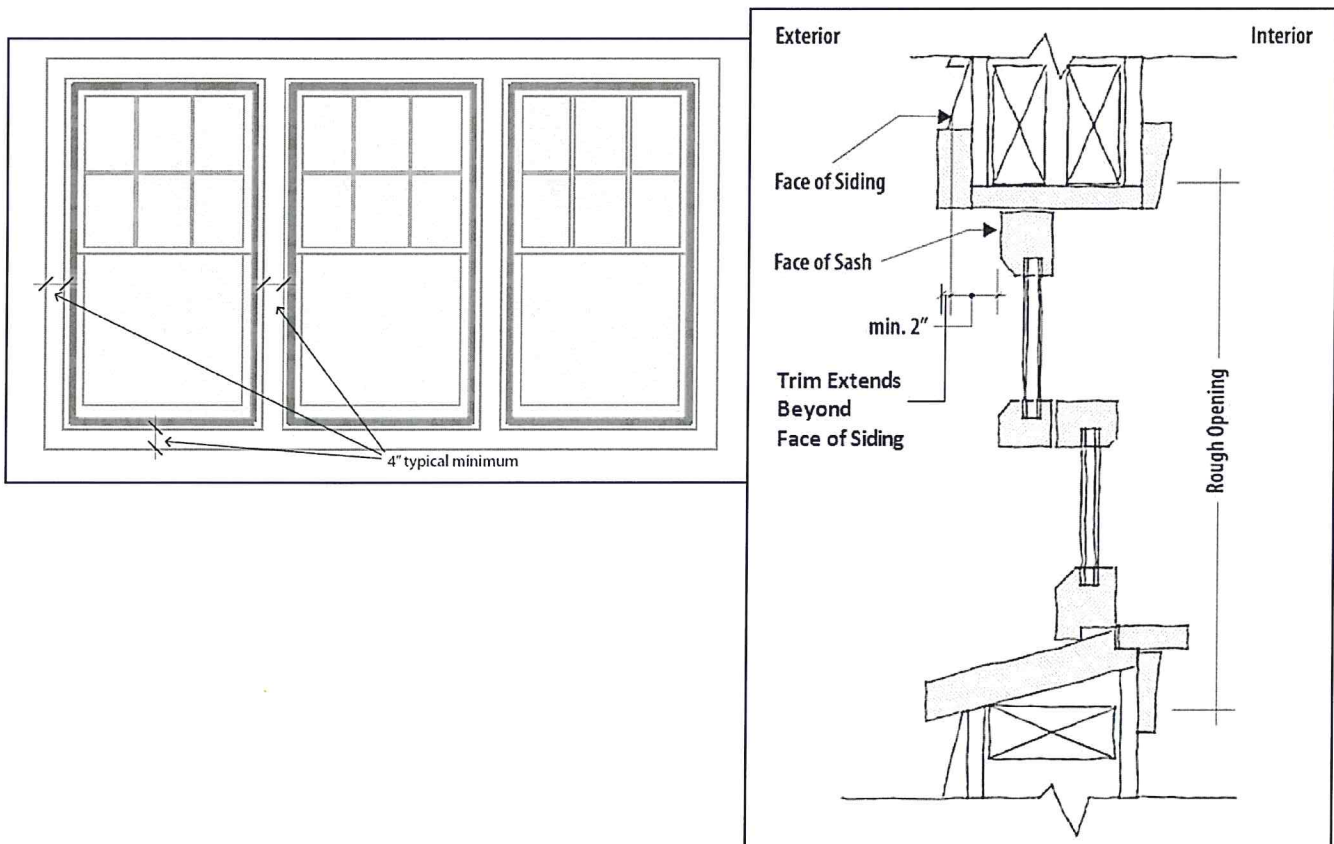 4" typical minimum
Exterior
Interior
Face of Siding
Face of Sash
min. 2"
Trim Extends
Beyond
Face of Siding
Rough Opening